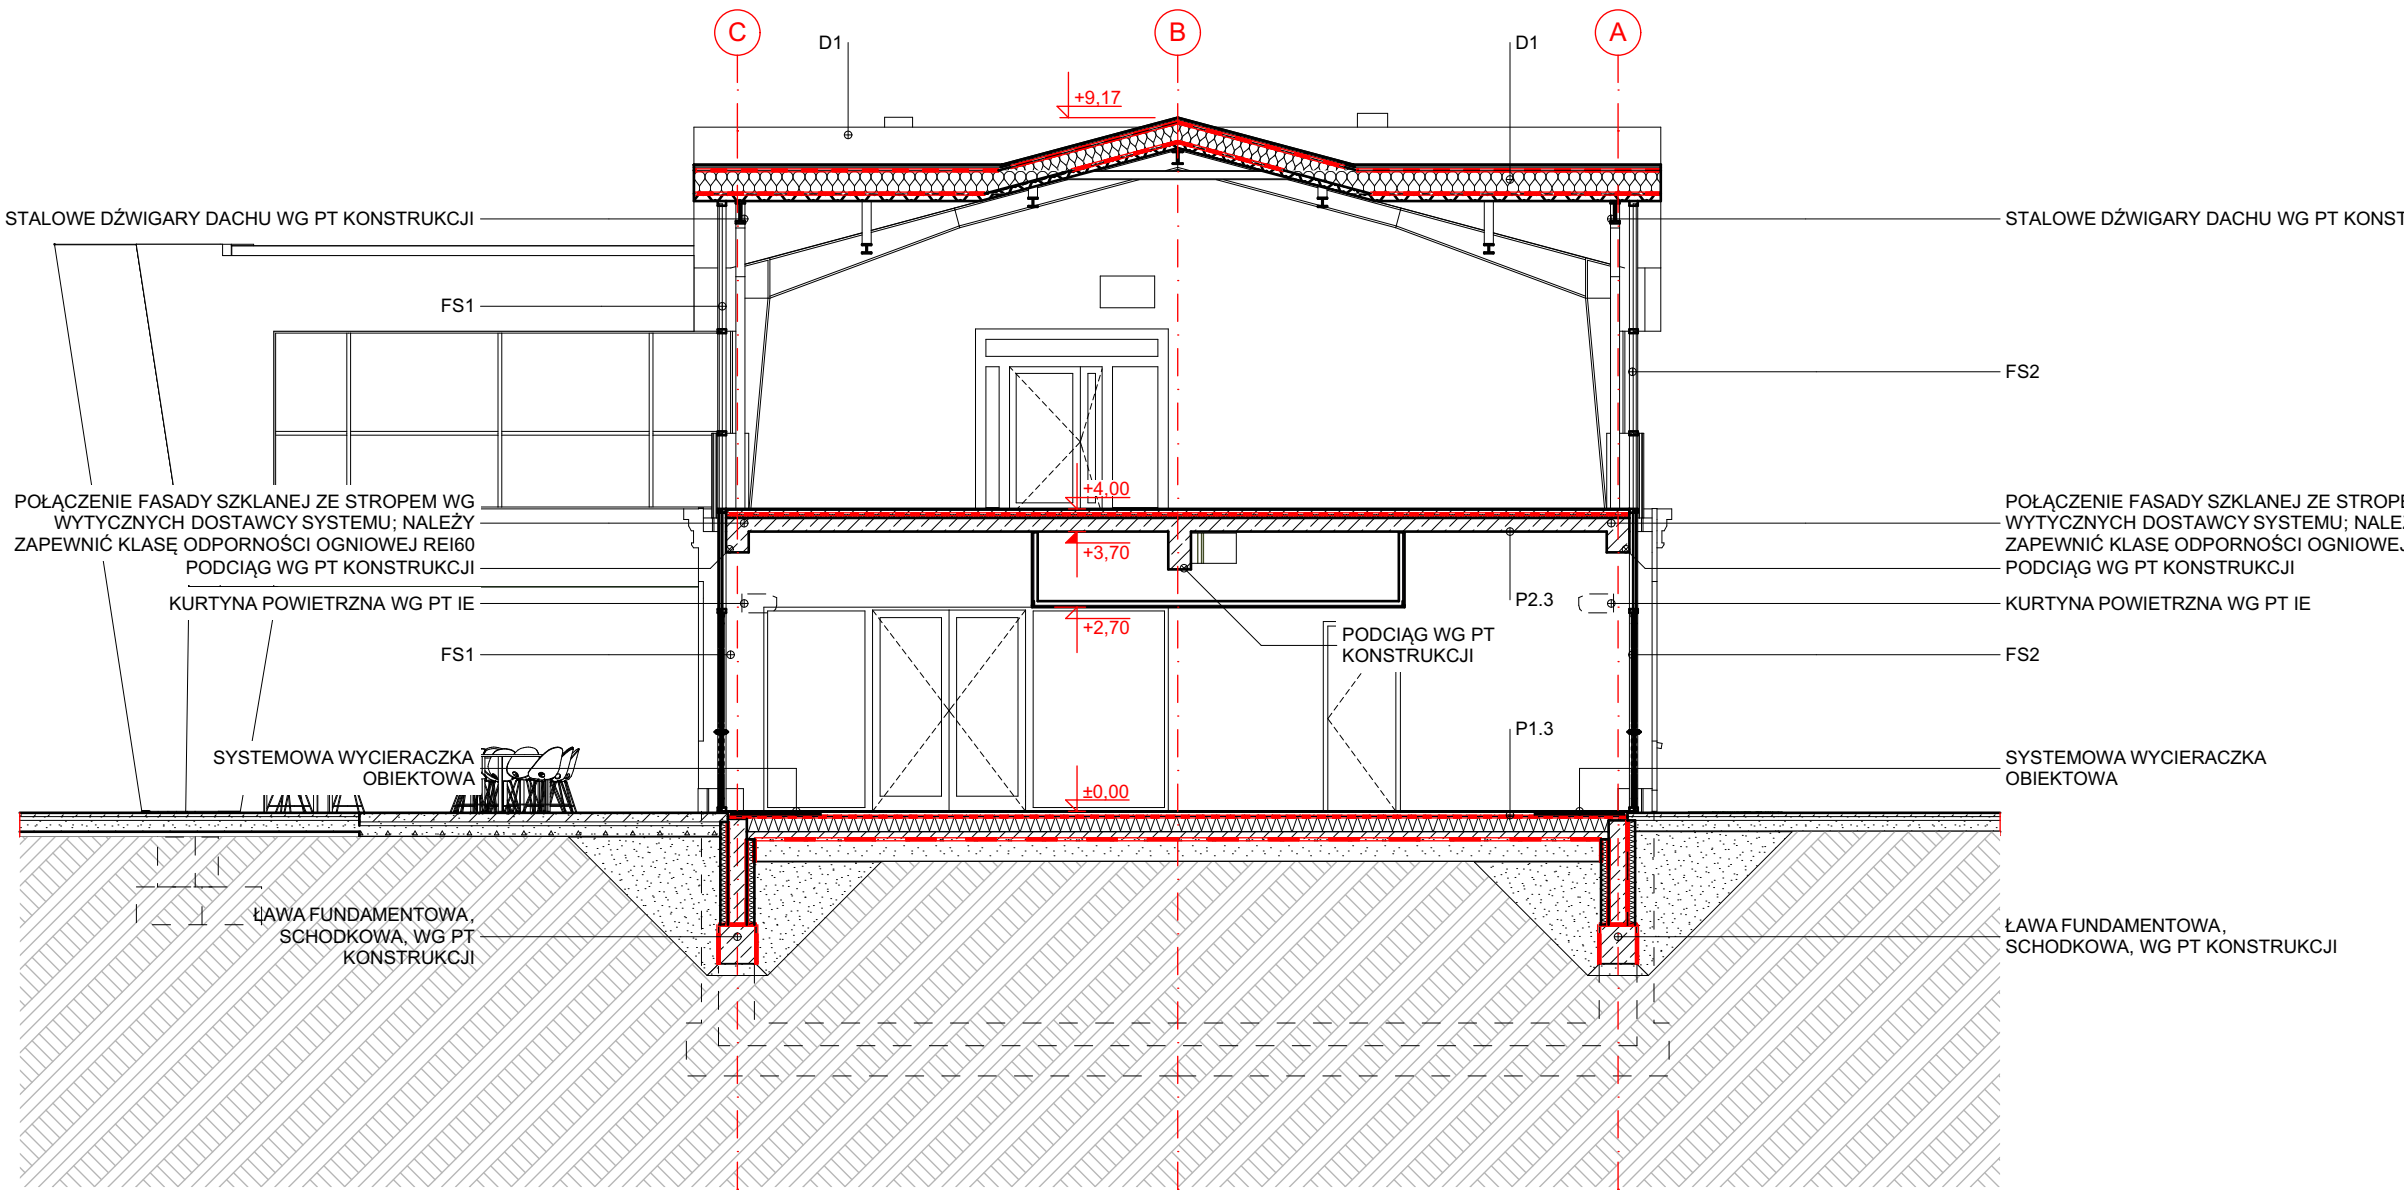 C
B
A
D1
D1
+9,17
STALOWE DŹWIGARY DACHU WG PT KONSTRUKCJI
STALOWE DŹWIGARY DACHU WG PT KONST
FS1
FS2
+4,00
POŁĄCZENIE FASADY SZKLANEJ ZE STROPEM WG
WYTYCZNYCH DOSTAWCY SYSTEMU; NALEŻY
ZAPEWNIĆ KLASĘ ODPORNOŚCI OGNIOWEJ REI60
PODCIĄG WG PT KONSTRUKCJI
POŁĄCZENIE FASADY SZKLANEJ ZE STROPE
WYTYCZNYCH DOSTAWCY SYSTEMU; NALE
ZAPEWNIĆ KLASĘ ODPORNOŚCI OGNIOWEJ
PODCIĄG WG PT KONSTRUKCJI
+3,70
KURTYNA POWIETRZNA WG PT IE
P2.3
KURTYNA POWIETRZNA WG PT IE
+2,70
PODCIĄG WG PT
KONSTRUKCJI
FS1
FS2
P1.3
SYSTEMOWA WYCIERACZKA
OBIEKTOWA
SYSTEMOWA WYCIERACZKA
OBIEKTOWA
±0,00
ŁAWA FUNDAMENTOWA,
SCHODKOWA, WG PT
KONSTRUKCJI
ŁAWA FUNDAMENTOWA,
SCHODKOWA, WG PT KONSTRUKCJI